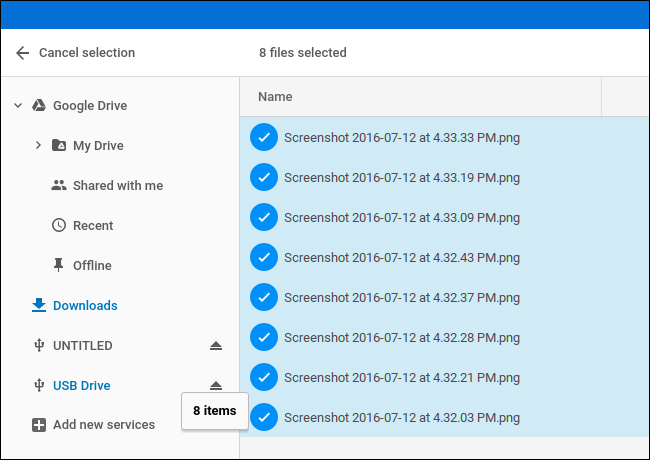 Cancel selection
8 files selected
Google Drive
My Drive
Shared with me
Recent
Offline
Downloads
UNTITLED
USB Drive
Add new services
8 items
Name
Screenshot 2016-07-12 at 4.33.33 PM.png
Screenshot 2016-07-12 at 4.33.19 PM.png
Screenshot 2016-07-12 at 4.33.09 PM.png
Screenshot 2016-07-12 at 4.32.43 PM.png
Screenshot 2016-07-12 at 4.32.37 PM.png
Screenshot 2016-07-12 at 4.32.28 PM.png
Screenshot 2016-07-12 at 4.32.21 PM.png
Screenshot 2016-07-12 at 4.32.03 PM.png